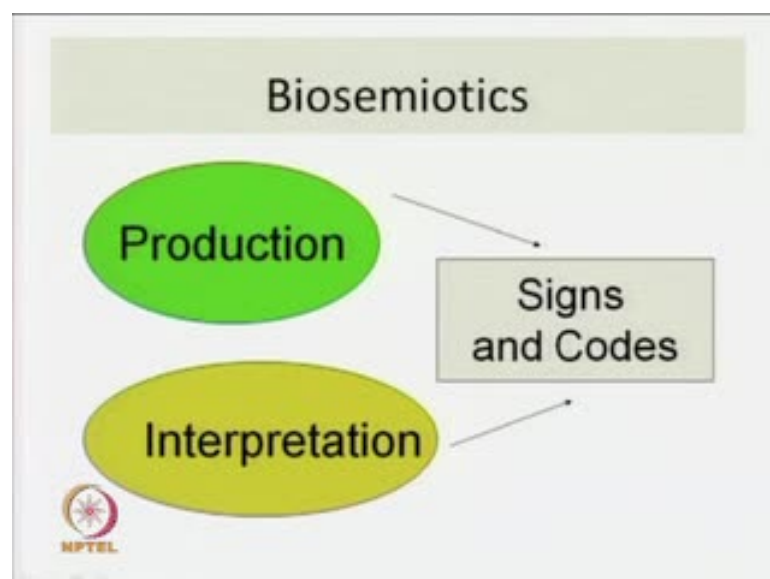 Biosemiotics
Production
Signs
and Codes
Interpretation
NPTEL